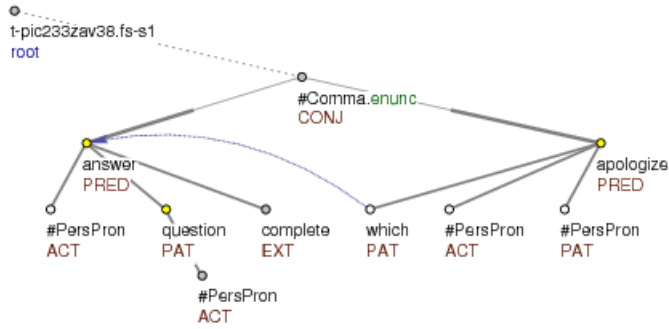 t-pic233zav38.fs-s1
root
#Comma.enunc
CONJ
answer
PRED
apologize
PRED
#PersPron
ACT
question
PAT
complete
EXT
which
PAT
#PersPron
ACT
#PersPron
PAT
#PersPron
ACT